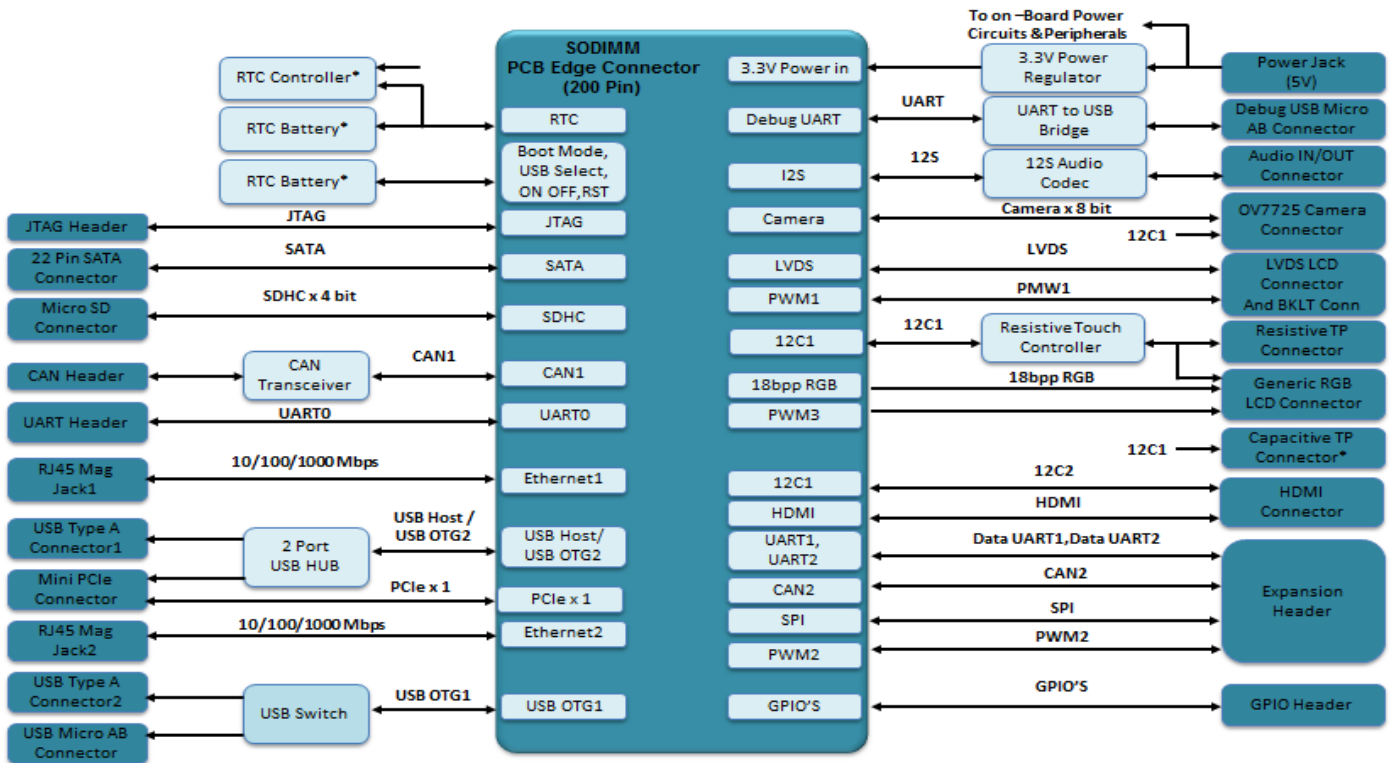 To on –Board Power
Circuits &Peripherals
SODIMM
PCB Edge Connector
(200 Pin)
RTC Controller*
RTC Battery*
RTC Battery*
JTAG Header
JTAG
22 Pin SATA
Connector
SATA
Micro SD
Connector
SDHC x 4 bit
CAN Header
CAN
Transceiver
CAN1
UART Header
UART0
RJ45 Mag
Jack1
10/100/1000 Mbps
USB Type A
Connector1
2 Port
USB HUB
USB Host /
USB OTG2
Mini PCIe
Connector
PCIe x 1
RJ45 Mag
Jack2
10/100/1000 Mbps
USB Type A
Connector2
USB Switch
USB OTG1
USB Micro AB
Connector
RTC
Boot Mode,
USB Select,
ON OFF,RST
JTAG
SATA
SDHC
CAN1
UART0
Ethernet1
USB Host/
USB OTG2
PCIe x 1
Ethernet2
USB OTG1
3.3V Power in
Debug UART
I2S
Camera
LVDS
PWM1
12C1
18bpp RGB
PWM3
12C1
HDMI
UART1,
UART2
CAN2
SPI
PWM2
GPIO'S
3.3V Power
Regulator
Power Jack
(5V)
UART
UART to USB
Bridge
Debug USB Micro
AB Connector
12S
12S Audio
Codec
Audio IN/OUT
Connector
Camera x 8 bit
12C1
OV7725 Camera
Connector
LVDS
PMW1
LVDS LCD
Connector
And BKLT Conn
12C1
Resistive Touch
Controller
Resistive TP
Connector
18bpp RGB
Generic RGB
LCD Connector
12C1
Capacitive TP
Connector*
12C2
HDMI
HDMI
Connector
Data UART1,Data UART2
CAN2
SPI
PWM2
Expansion
Header
GPIO'S
GPIO Header